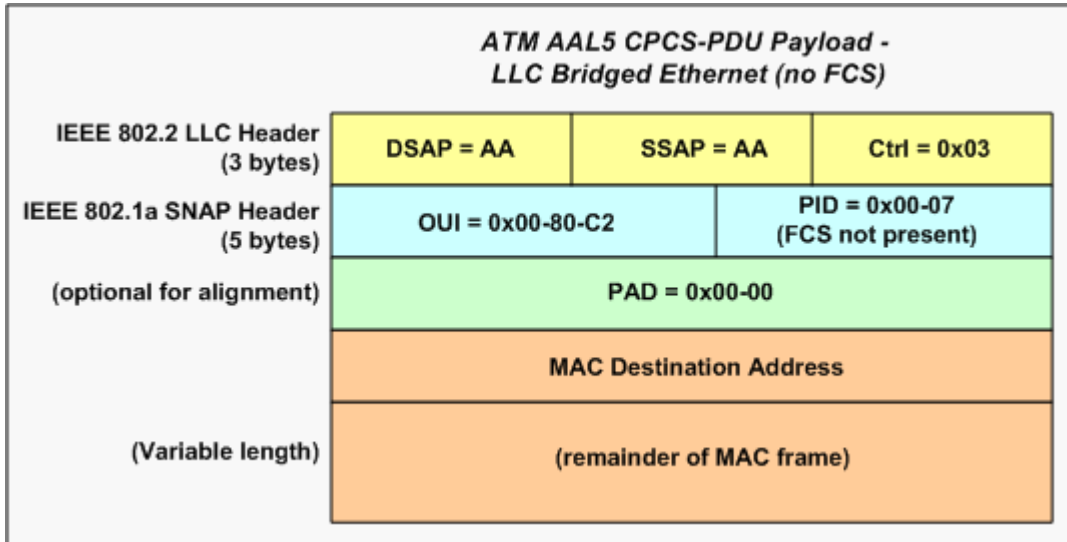 ATM AAL5 CPCS-PDU Payload -
LLC Bridged Ethernet (no FCS)
IEEE 802.2 LLC Header
(3 bytes)
DSAP = AA
SSAP = AA
Ctrl = 0x03
IEEE 802.1a SNAP Header
(5 bytes)
OUI = 0x00-80-C2
PID = 0x00-07
(FCS not present)
(optional for alignment)
PAD = 0x00-00
MAC Destination Address
(Variable length)
(remainder of MAC frame)